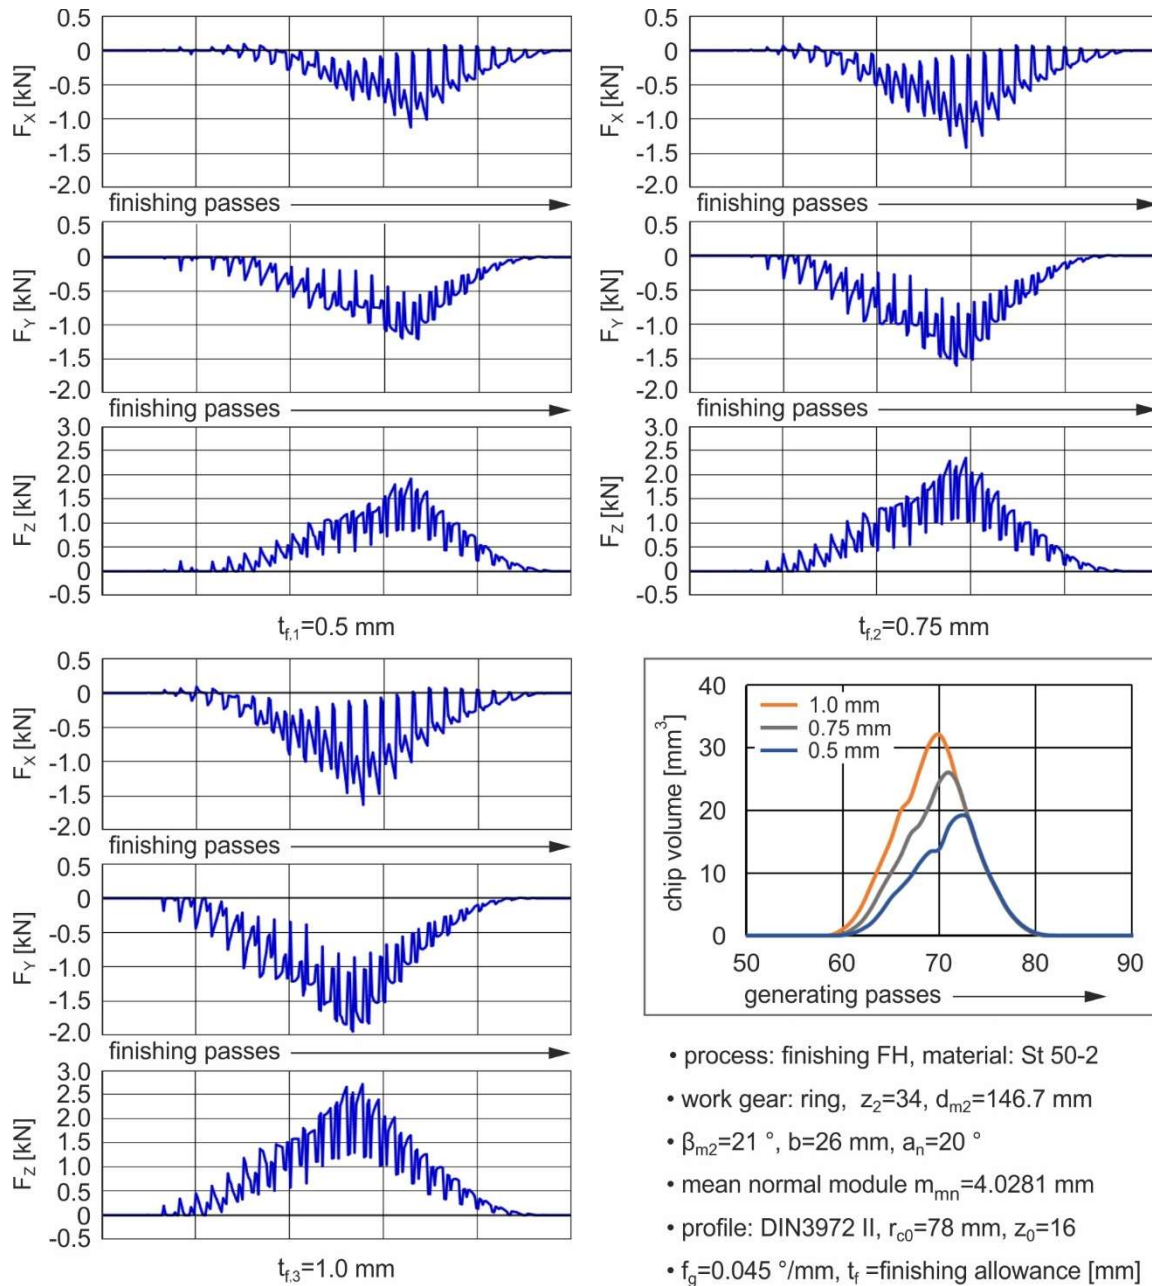 0.5
0
-0.5
-1.0
-1.5
-2.0
F_X [kN]
finishing passes
0.5
0
-0.5
-1.0
-1.5
-2.0
F_Y [kN]
finishing passes
3.0
2.5
2.0
1.5
1.0
0.5
0
-0.5
F_Z [kN]
t_{f,1}=0.5 mm
0.5
0
-0.5
-1.0
-1.5
-2.0
F_X [kN]
finishing passes
0.5
0
-0.5
-1.0
-1.5
-2.0
F_Y [kN]
finishing passes
3.0
2.5
2.0
1.5
1.0
0.5
0
-0.5
F_Z [kN]
t_{f,2}=0.75 mm
0.5
0
-0.5
-1.0
-1.5
-2.0
F_X [kN]
finishing passes
0.5
0
-0.5
-1.0
-1.5
-2.0
F_Y [kN]
finishing passes
3.0
2.5
2.0
1.5
1.0
0.5
0
-0.5
F_Z [kN]
t_{f,3}=1.0 mm
40
30
20
10
0
chip volume [mm³]
1.0 mm
0.75 mm
0.5 mm
50 60 70 80 90
generating passes
• process: finishing FH, material: St 50-2
• work gear: ring, z₂=34, d_{m2}=146.7 mm
• β_{m2}=21 °, b=26 mm, a_n=20 °
• mean normal module m_{mn}=4.0281 mm
• profile: DIN3972 II, r_{c0}=78 mm, z₀=16
• f_g=0.045 °/mm, t_f =finishing allowance [mm]